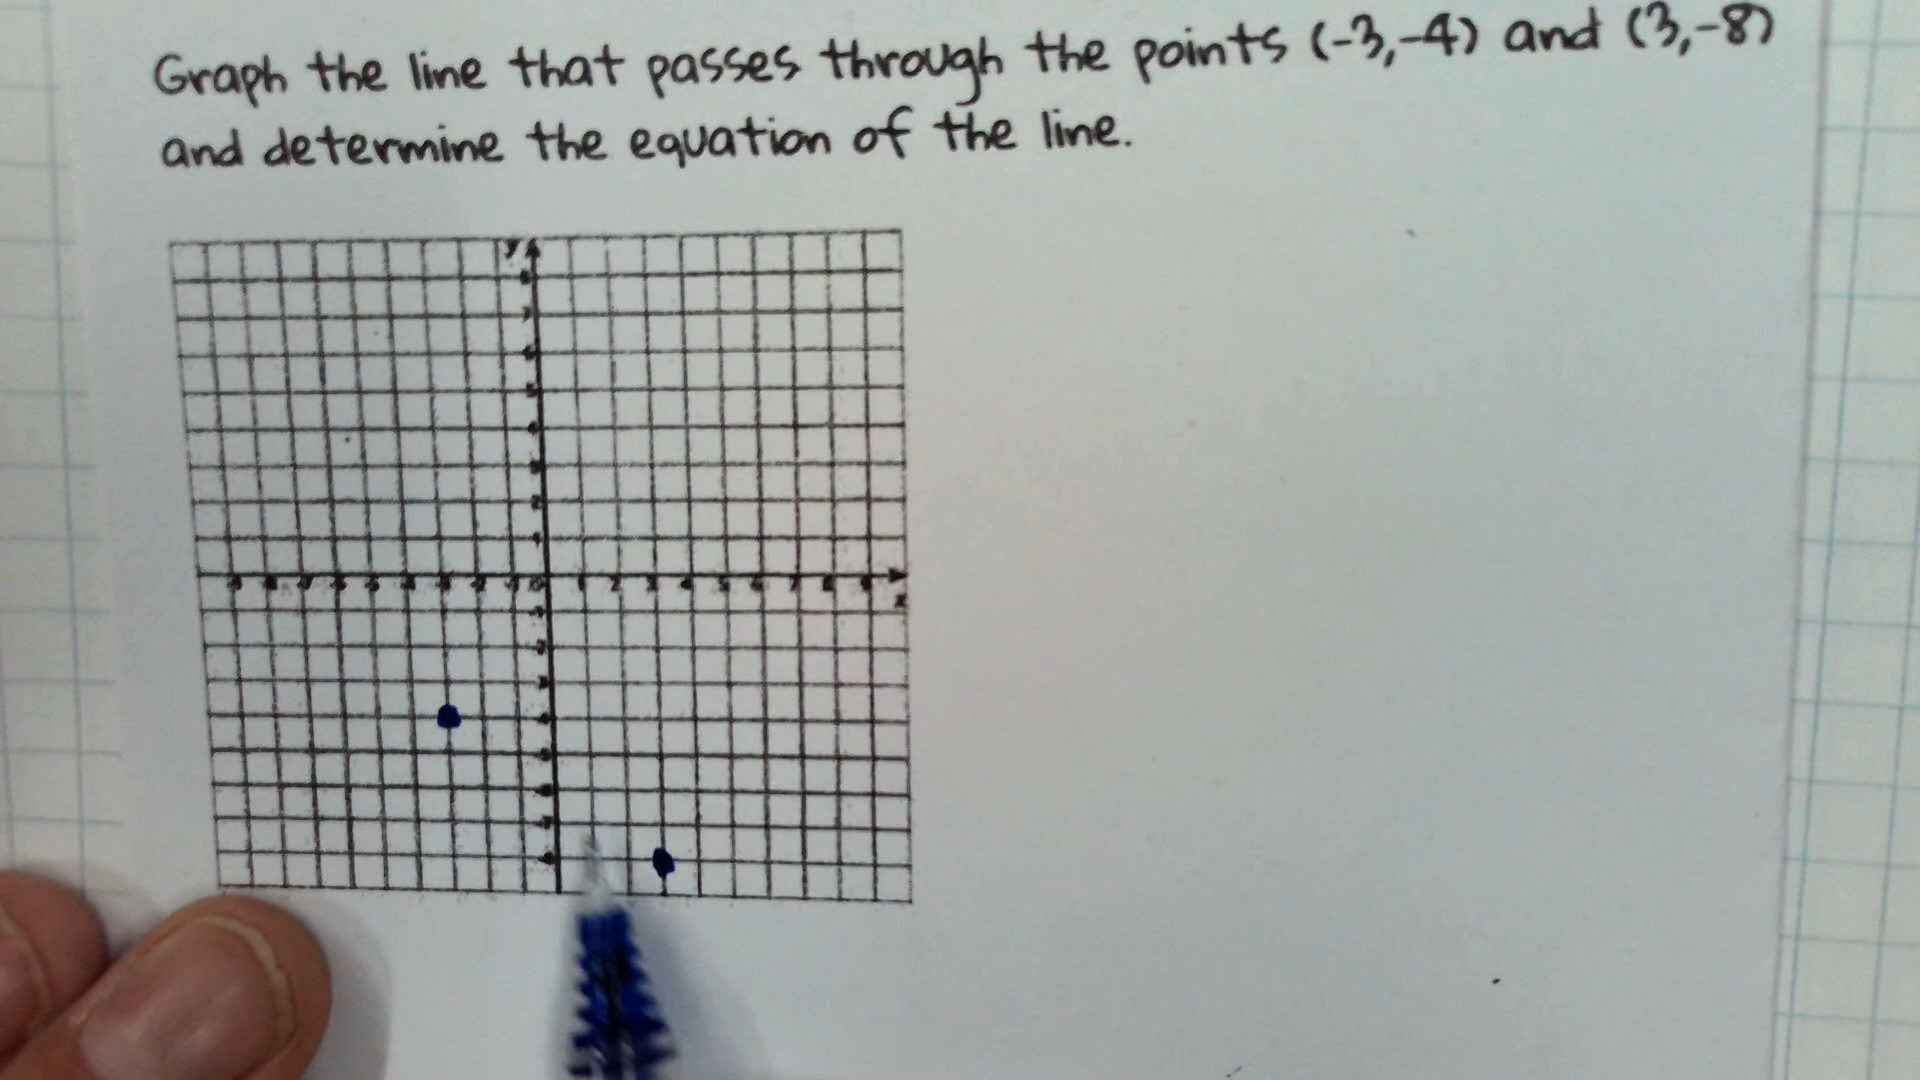 Graph the line that passes through the points (-3,-4) and (3,-8)
and determine the equation of the line.
y
x